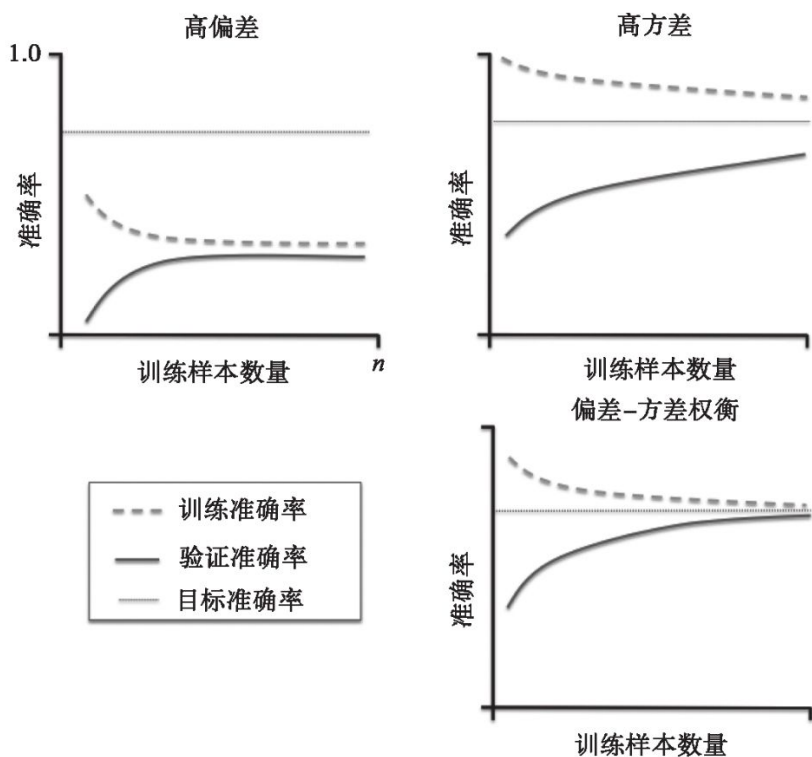 高偏差
1.0
准确率
训练样本数量
n
高方差
准确率
训练样本数量
偏差-方差权衡
准确率
训练样本数量
训练准确率
验证准确率
目标准确率